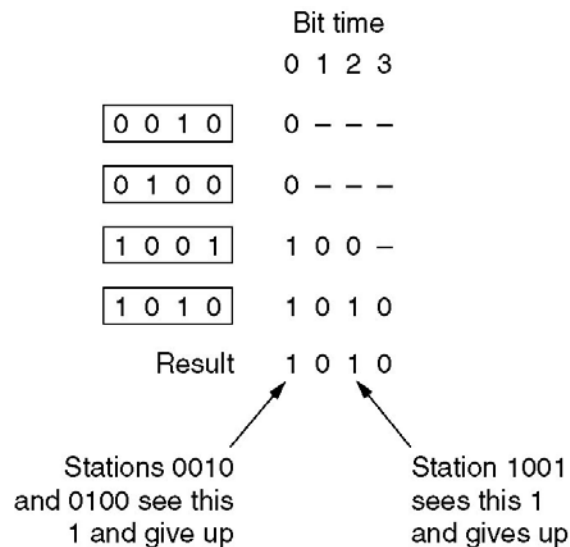 Bit time
0 1 2 3
0 0 1 0 0 – – –
0 1 0 0 0 – – –
1 0 0 1 1 0 0 –
1 0 1 0 1 0 1 0
Result 1 0 1 0
Stations 0010
and 0100 see this
1 and give up
Station 1001
sees this 1
and gives up